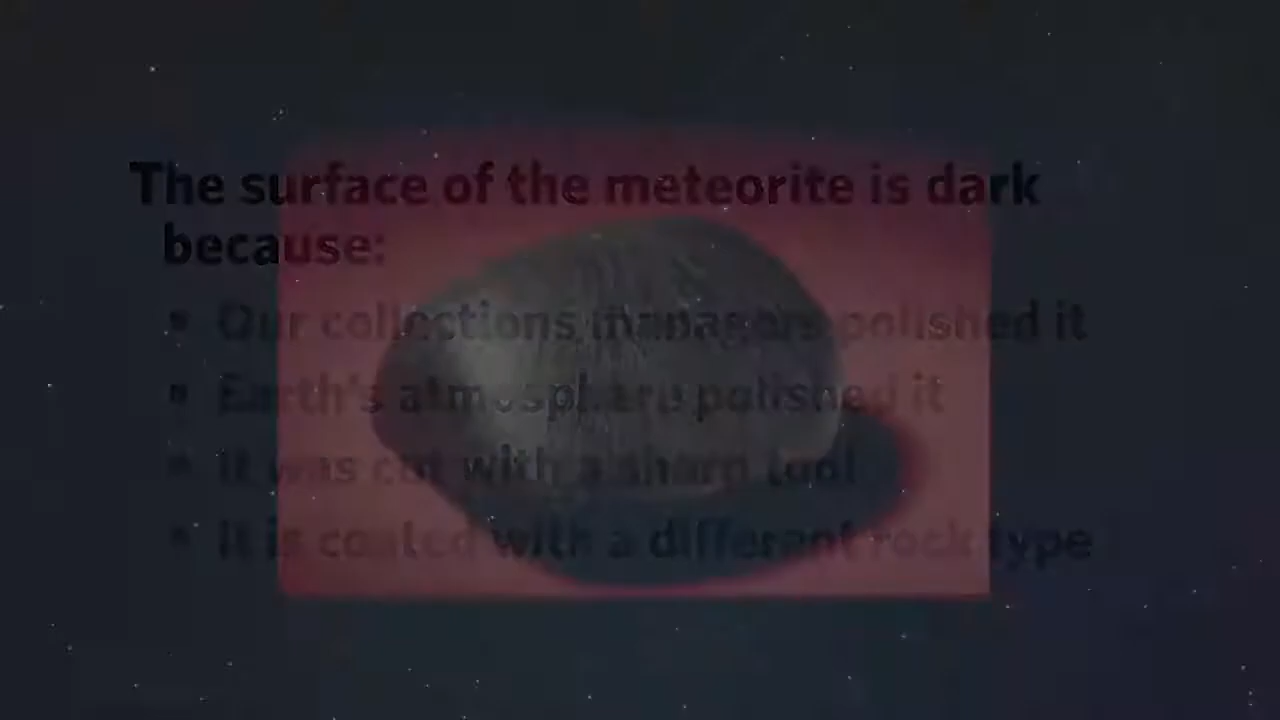 The surface of the meteorite is dark
because:
• Our collections managers polished it
• Earth's atmosphere polished it
• It was cut with a sharp tool
• It is coated with a different rock type